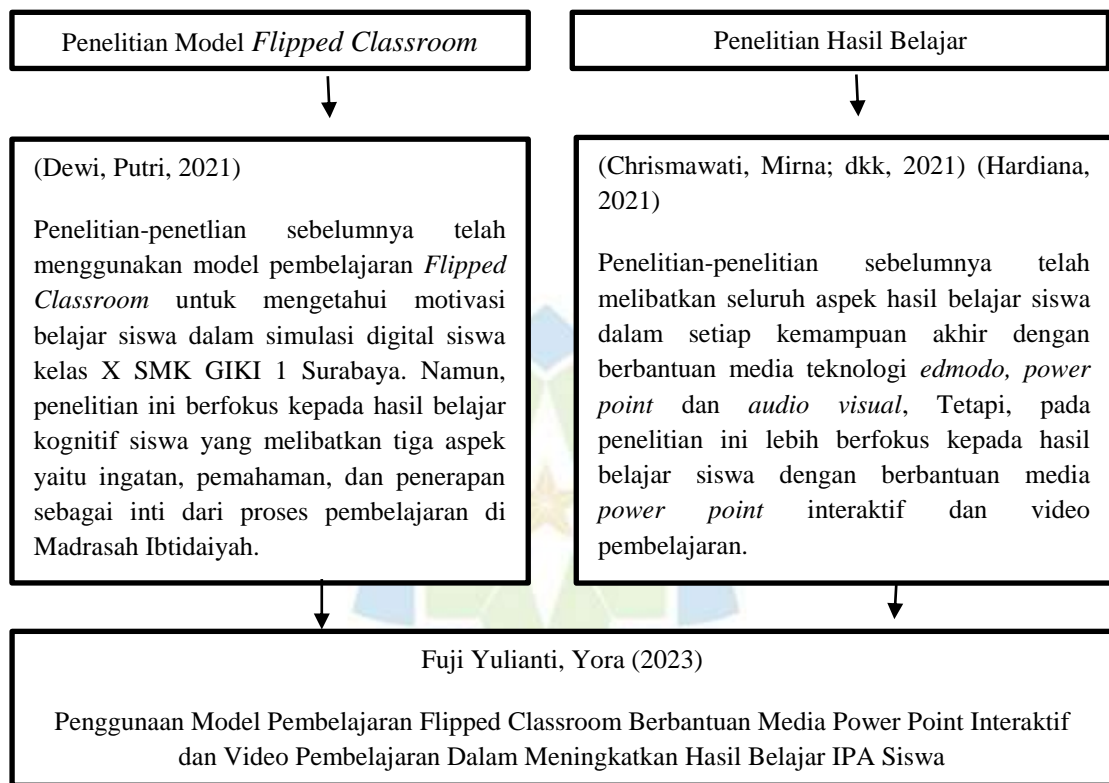 Penelitian Model Flipped Classroom
Penelitian Hasil Belajar
(Dewi, Putri, 2021)
Penelitian-penetlian sebelumnya telah
menggunakan model pembelajaran Flipped
Classroom untuk mengetahui motivasi
belajar siswa dalam simulasi digital siswa
kelas X SMK GIKI 1 Surabaya. Namun,
penelitian ini berfokus kepada hasil belajar
kognitif siswa yang melibatkan tiga aspek
yaitu ingatan, pemahaman, dan penerapan
sebagai inti dari proses pembelajaran di
Madrasah Ibtidaiyah.
(Chrismawati, Mirna; dkk, 2021) (Hardiana,
2021)
Penelitian-penelitian sebelumnya telah
melibatkan seluruh aspek hasil belajar siswa
dalam setiap kemampuan akhir dengan
berbantuan media teknologi edmodo, power
point dan audio visual, Tetapi, pada
penelitian ini lebih berfokus kepada hasil
belajar siswa dengan berbantuan media
power point interaktif dan video
pembelajaran.
Fuji Yulianti, Yora (2023)
Penggunaan Model Pembelajaran Flipped Classroom Berbantuan Media Power Point Interaktif
dan Video Pembelajaran Dalam Meningkatkan Hasil Belajar IPA Siswa